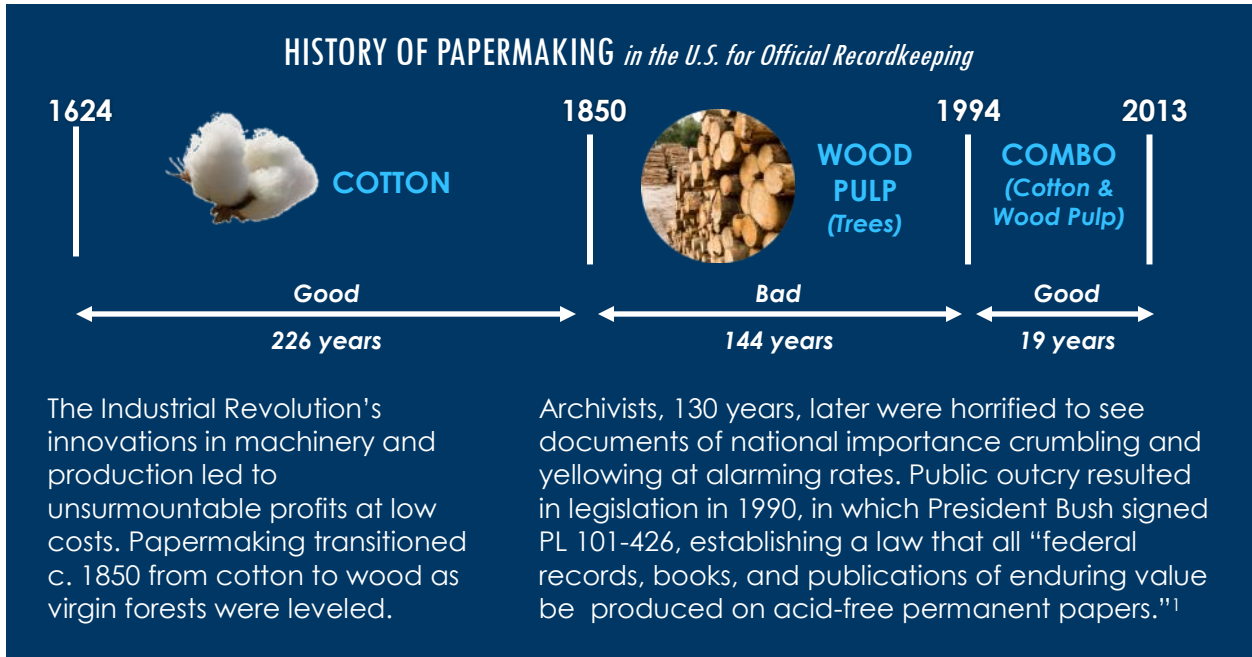 HISTORY OF PAPERMAKING in the U.S. for Official Recordkeeping
1624
1850
1994
2013
COTTON
WOOD
PULP
(Trees)
COMBO
(Cotton &
Wood Pulp)
Good
226 years
Bad
144 years
Good
19 years
The Industrial Revolution’s
innovations in machinery and
production led to
unsurmountable profits at low
costs. Papermaking transitioned
c. 1850 from cotton to wood as
virgin forests were leveled.
Archivists, 130 years, later were horrified to see
documents of national importance crumbling and
yellowing at alarming rates. Public outcry resulted
in legislation in 1990, in which President Bush signed
PL 101-426, establishing a law that all “federal
records, books, and publications of enduring value
be  produced on acid-free permanent papers.”¹